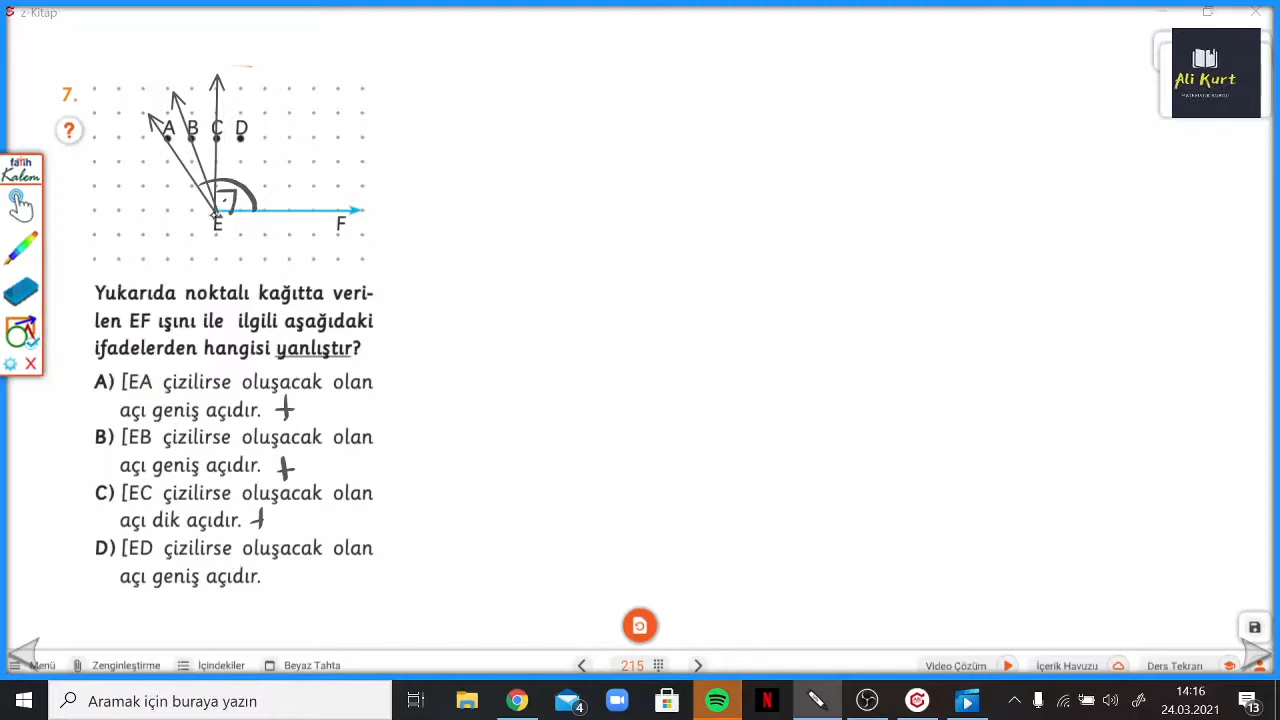 z-Kitap
Ali Kurt
7.
?
A B C D
E
F
fatih
Kalem
Yukarıda noktalı kağıtta veri-
len EF ışını ile ilgili aşağıdaki
ifadelerden hangisi yanlıştır?
A) [EA çizilirse oluşacak olan
açı geniş açıdır. +
B) [EB çizilirse oluşacak olan
açı geniş açıdır. +
C) [EC çizilirse oluşacak olan
açı dik açıdır. +
D) [ED çizilirse oluşacak olan
açı geniş açıdır.
Menü Zenginleştirme İçindekiler Beyaz Tahta 215 Video Çözüm İçerik Havuzu Ders Tekrarı
Aramak için buraya yazın
4
N
14:16
24.03.2021
13